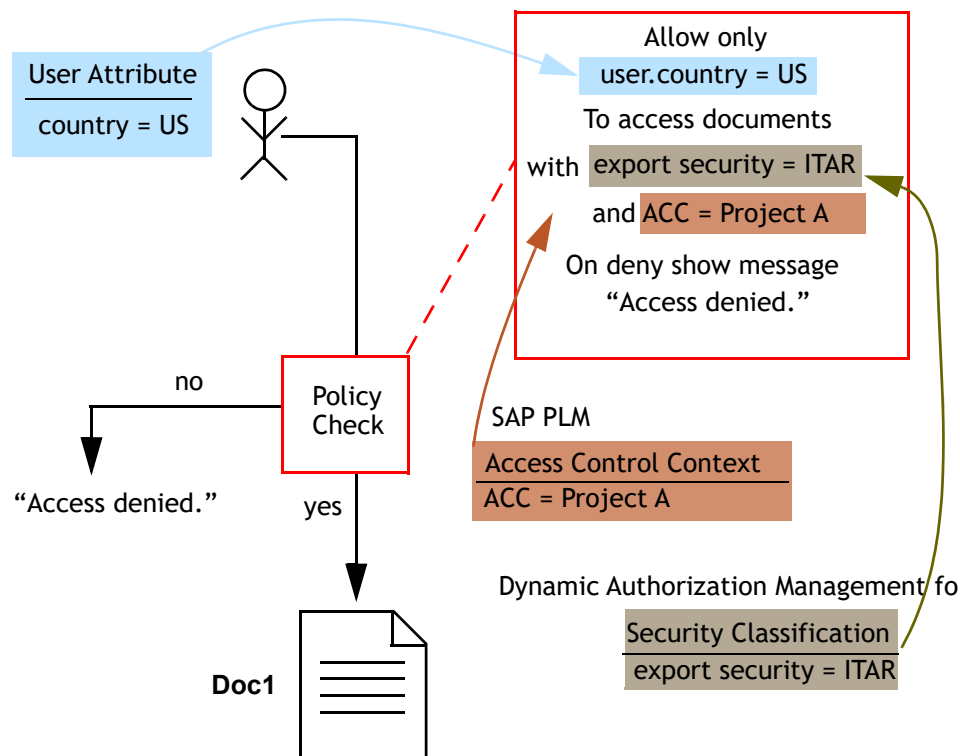 User Attribute
country = US
Allow only
user.country = US
To access documents
with export security = ITAR
and ACC = Project A
On deny show message
“Access denied.”
no
Policy
Check
“Access denied.”
yes
SAP PLM
Access Control Context
ACC = Project A
Dynamic Authorization Management fo
Security Classification
export security = ITAR
Doc1